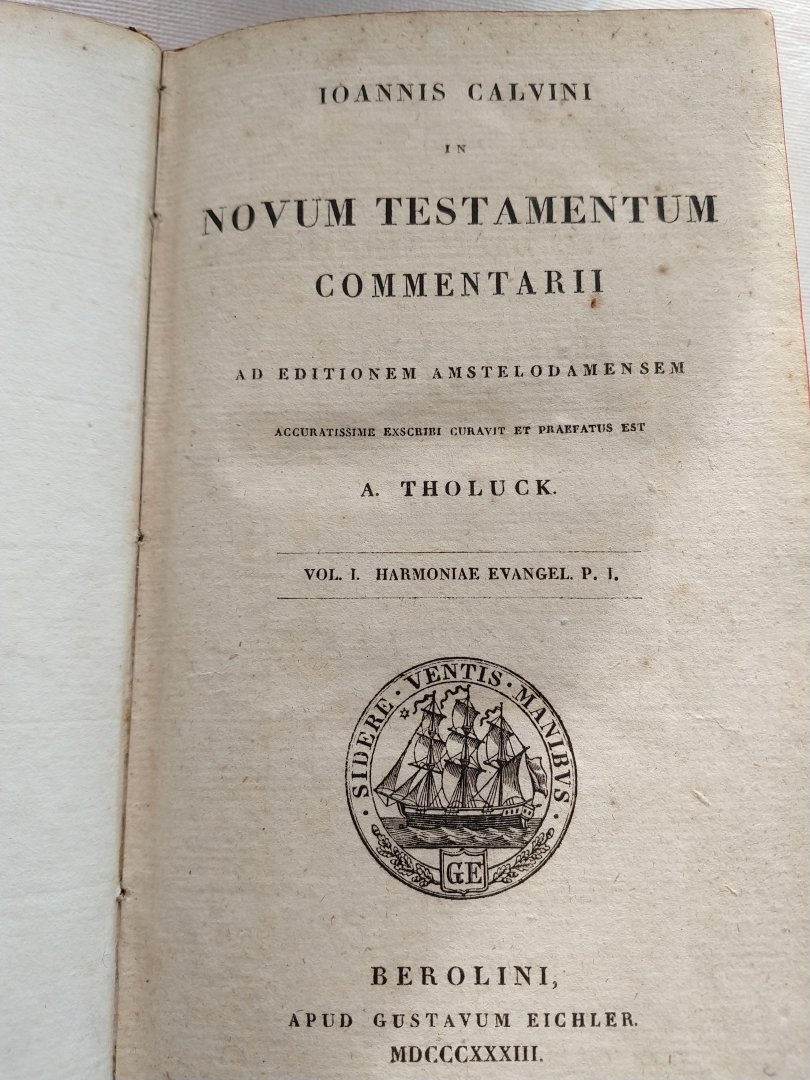 IOANNIS CALVINI
IN
NOVUM TESTAMENTUM
COMMENTARII
AD EDITIONEM AMSTELODAMENSEM
ACCURATISSIME EXSCRIBI CURAVIT ET PRAEFATUS EST
A. THOLUCK.
VOL. I. HARMONIAE EVANGEL. P. I.
· SIDERE · VENTIS · MANIBVS ·
GE
BEROLINI,
APUD GUSTAVUM EICHLER.
MDCCCXXXIII.